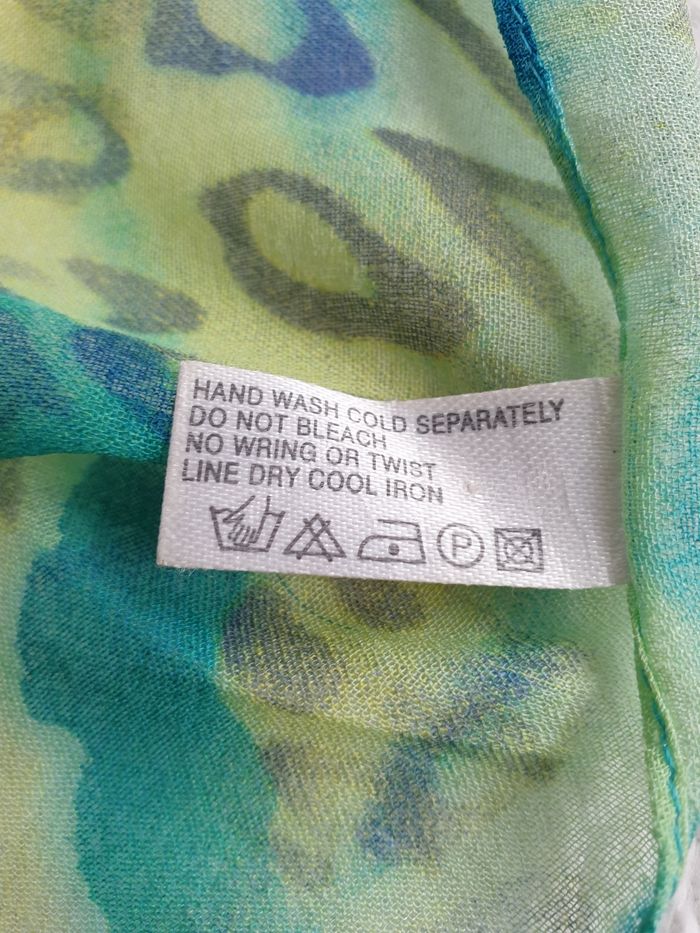 HAND WASH COLD SEPARATELY
DO NOT BLEACH
NO WRING OR TWIST
LINE DRY COOL IRON
P